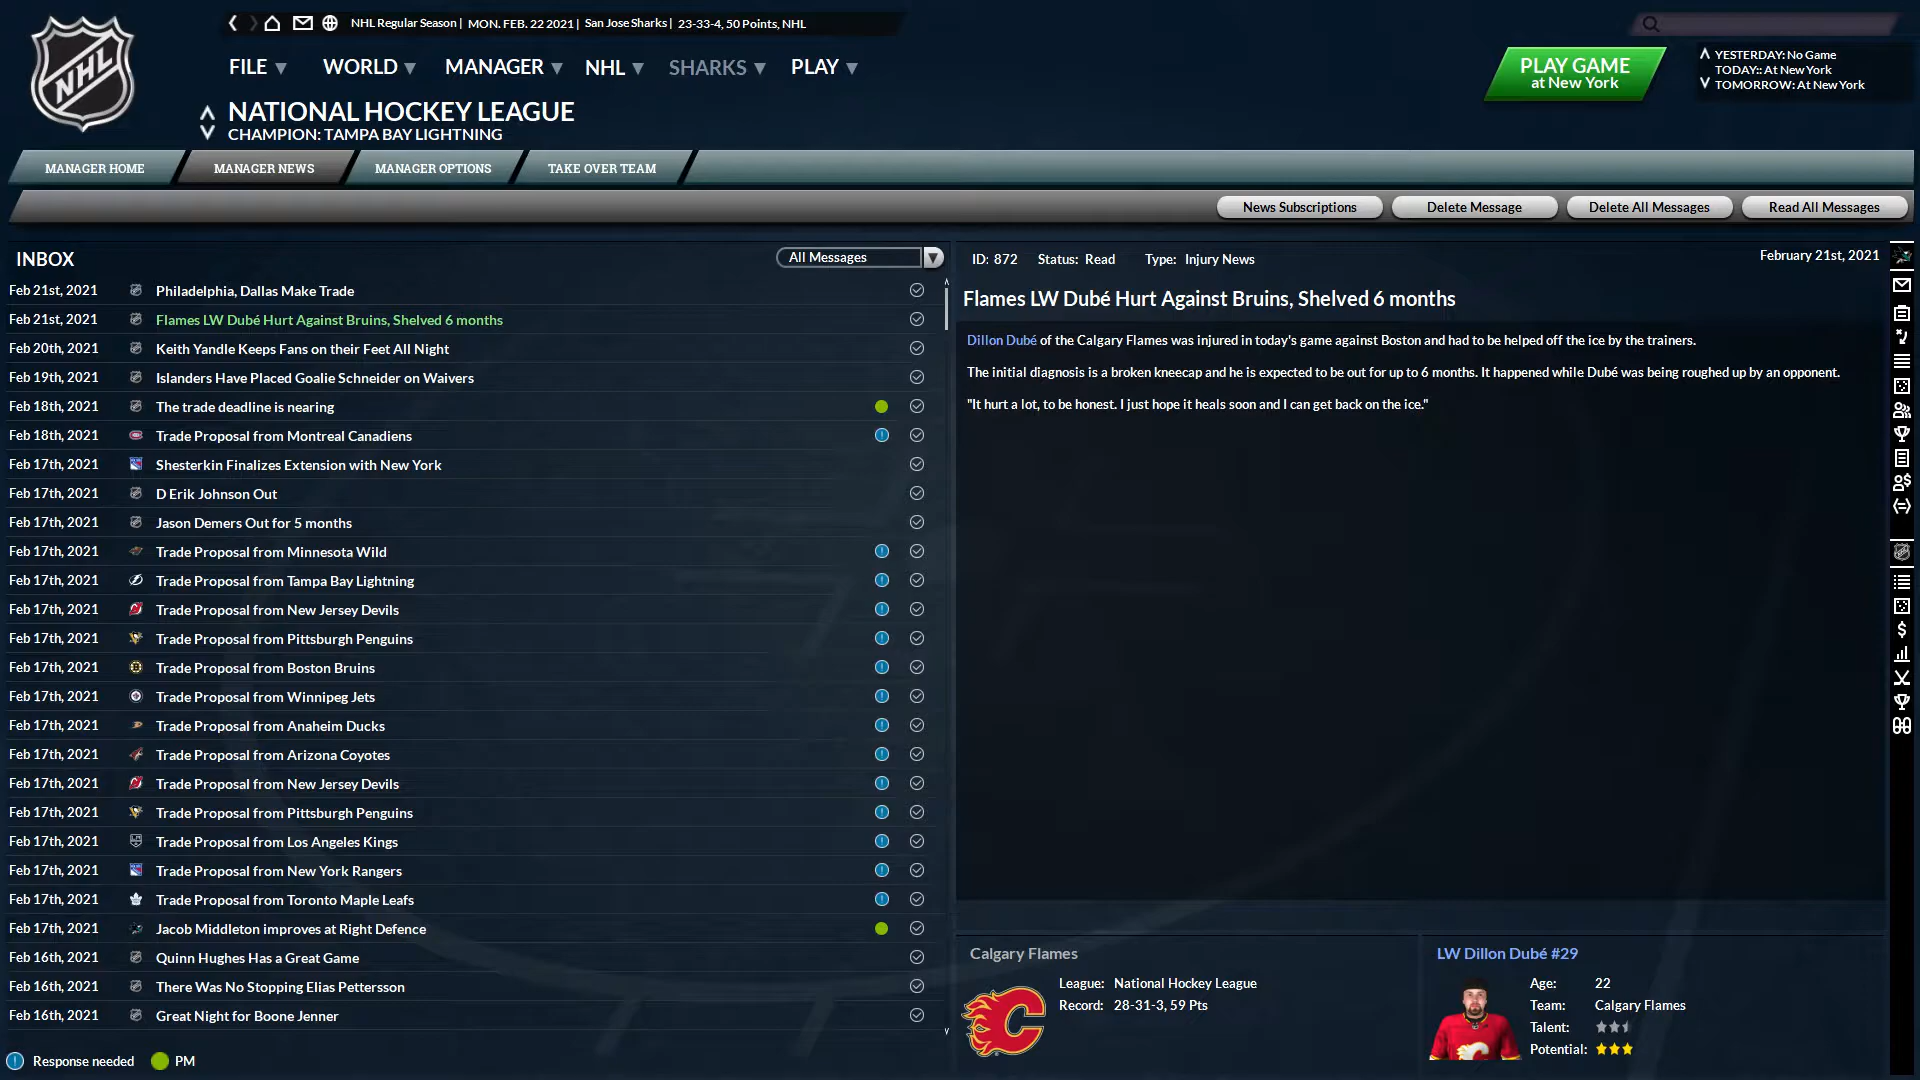 NHL Regular Season | MON. FEB. 22 2021 | San Jose Sharks | 23-33-4, 50 Points, NHL
NHL
FILE WORLD MANAGER NHL SHARKS PLAY
PLAY GAME
at New York
YESTERDAY: No Game
TODAY:: At New York
TOMORROW: At New York
NATIONAL HOCKEY LEAGUE
CHAMPION: TAMPA BAY LIGHTNING
MANAGER HOME MANAGER NEWS MANAGER OPTIONS TAKE OVER TEAM
News Subscriptions Delete Message Delete All Messages Read All Messages
INBOX All Messages
Feb 21st, 2021 Philadelphia, Dallas Make Trade
Feb 21st, 2021 Flames LW Dubé Hurt Against Bruins, Shelved 6 months
Feb 20th, 2021 Keith Yandle Keeps Fans on their Feet All Night
Feb 19th, 2021 Islanders Have Placed Goalie Schneider on Waivers
Feb 18th, 2021 The trade deadline is nearing
Feb 18th, 2021 Trade Proposal from Montreal Canadiens
Feb 17th, 2021 Shesterkin Finalizes Extension with New York
Feb 17th, 2021 D Erik Johnson Out
Feb 17th, 2021 Jason Demers Out for 5 months
Feb 17th, 2021 Trade Proposal from Minnesota Wild
Feb 17th, 2021 Trade Proposal from Tampa Bay Lightning
Feb 17th, 2021 Trade Proposal from New Jersey Devils
Feb 17th, 2021 Trade Proposal from Pittsburgh Penguins
Feb 17th, 2021 Trade Proposal from Boston Bruins
Feb 17th, 2021 Trade Proposal from Winnipeg Jets
Feb 17th, 2021 Trade Proposal from Anaheim Ducks
Feb 17th, 2021 Trade Proposal from Arizona Coyotes
Feb 17th, 2021 Trade Proposal from New Jersey Devils
Feb 17th, 2021 Trade Proposal from Pittsburgh Penguins
Feb 17th, 2021 Trade Proposal from Los Angeles Kings
Feb 17th, 2021 Trade Proposal from New York Rangers
Feb 17th, 2021 Trade Proposal from Toronto Maple Leafs
Feb 17th, 2021 Jacob Middleton improves at Right Defence
Feb 16th, 2021 Quinn Hughes Has a Great Game
Feb 16th, 2021 There Was No Stopping Elias Pettersson
Feb 16th, 2021 Great Night for Boone Jenner
Response needed PM
ID: 872 Status: Read Type: Injury News February 21st, 2021
Flames LW Dubé Hurt Against Bruins, Shelved 6 months
Dillon Dubé of the Calgary Flames was injured in today's game against Boston and had to be helped off the ice by the trainers.
The initial diagnosis is a broken kneecap and he is expected to be out for up to 6 months. It happened while Dubé was being roughed up by an opponent.
"It hurt a lot, to be honest. I just hope it heals soon and I can get back on the ice."
Calgary Flames
League: National Hockey League
Record: 28-31-3, 59 Pts
LW Dillon Dubé #29
Age: 22
Team: Calgary Flames
Talent:
Potential: